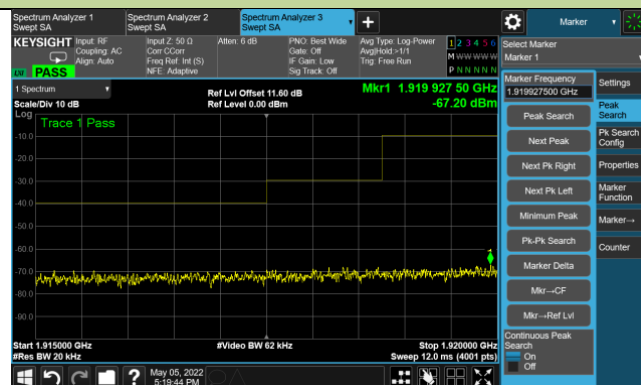 Spectrum Analyzer 1
Swept SA
Spectrum Analyzer 2
Swept SA
Spectrum Analyzer 3
Swept SA
Marker
KEYSIGHT
Input: RF
Coupling: AC
Align: Auto
Input Z: 50 Ω
Corr CCorr
Freq Ref: Int (S)
NFE: Adaptive
Atten: 6 dB
PNO: Best Wide
Gate: Off
IF Gain: Low
Sig Track: Off
Avg Type: Log-Power
Avg|Hold:>1/1
Trig: Free Run
1 2 3 4 5 6
M W W W W W
P N N N N N
PASS
Select Marker
Marker 1
1 Spectrum
Scale/Div 10 dB
Ref Lvl Offset 11.60 dB
Ref Level 0.00 dBm
Mkr1 1.919 927 50 GHz
-67.20 dBm
Log
Trace 1 Pass
-10.0
-20.0
-30.0
-40.0
-50.0
-60.0
-70.0
-80.0
-90.0
1
Start 1.915000 GHz
#Res BW 20 kHz
#Video BW 62 kHz
Stop 1.920000 GHz
Sweep 12.0 ms (4001 pts)
Marker Frequency
1.919927500 GHz
Peak Search
Next Peak
Next Pk Right
Next Pk Left
Minimum Peak
Pk-Pk Search
Marker Delta
Mkr→CF
Mkr→Ref Lvl
Continuous Peak
Search
On
Off
Settings
Peak
Search
Pk Search
Config
Properties
Marker
Function
Marker→
Counter
May 05, 2022
5:19:44 PM